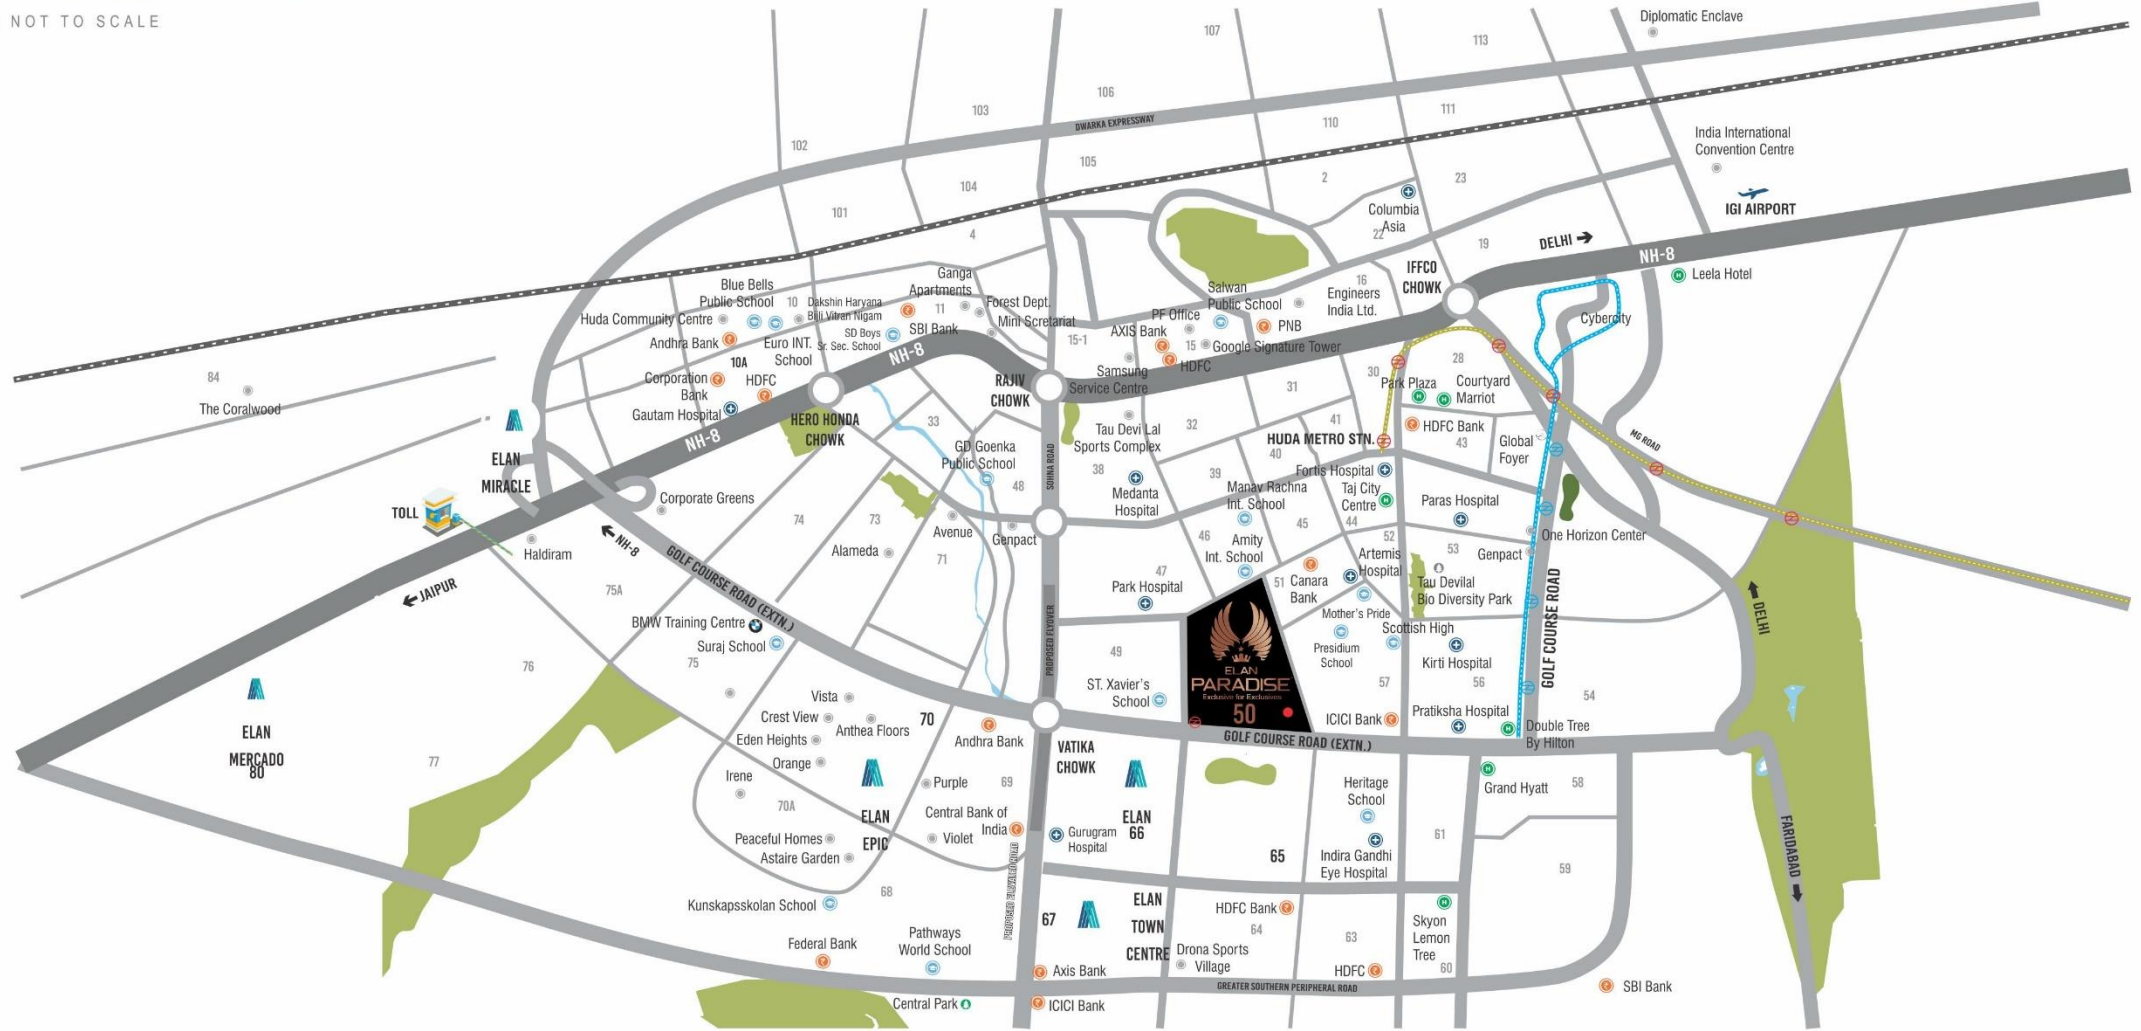 NOT TO SCALE
Diplomatic Enclave
107
113
106
103
111
110
DWARKA EXPRESSWAY
102
India International
Convention Centre
105
2
23
104
Columbia
Asia
IGI AIRPORT
101
4
22
19
DELHI
NH-8
Leela Hotel
IFFCO
CHOWK
Ganga
Apartments
Blue Bells
Public School
10
Dakshin Haryana
Bijli Vitran Nigam
11
Forest Dept.
Mini Scretariat
Salwan
Public School
16
Engineers
India Ltd.
Huda Community Centre
SD Boys
Sr. Sec. School
SBI Bank
PF Office
AXIS Bank
PNB
Cybercity
Andhra Bank
Euro INT.
School
NH-8
15-1
15
Google Signature Tower
10A
28
84
The Coralwood
Corporation
Bank
HDFC
RAJIV
CHOWK
Samsung
Service Centre
HDFC
31
30
Park Plaza
Courtyard
Marriot
Gautam Hospital
HERO HONDA
CHOWK
33
Tau Devi Lal
Sports Complex
32
41
HDFC Bank
43
NH-8
GD Goenka
Public School
SOHNA ROAD
HUDA METRO STN.
40
Global
Foyer
MG ROAD
ELAN
MIRACLE
38
39
Fortis Hospital
48
Medanta
Hospital
Manav Rachna
Int. School
Taj City
Centre
Paras Hospital
TOLL
Corporate Greens
74
73
Avenue
Genpact
46
45
44
NH-8
Haldiram
Alameda
71
Amity
Int. School
52
53
Genpact
One Horizon Center
GOLF COURSE ROAD (EXTN.)
47
Artemis
Hospital
JAIPUR
75A
Park Hospital
51
Canara
Bank
Tau Devilal
Bio Diversity Park
DELHI
BMW Training Centre
Suraj School
PROPOSED FLYOVER
Mother's Pride
Scottish High
GOLF COURSE ROAD
76
75
49
ELAN
PARADISE
Exclusive for Exclusives
50
Presidium
School
Kirti Hospital
ST. Xavier's
School
57
56
54
Vista
Crest View
Anthea Floors
70
Andhra Bank
ICICI Bank
Pratiksha Hospital
Double Tree
By Hilton
GOLF COURSE ROAD (EXTN.)
ELAN
MERCADO
80
77
Eden Heights
Orange
VATIKA
CHOWK
Irene
70A
Purple
69
Heritage
School
Grand Hyatt
58
ELAN
EPIC
Central Bank of
India
ELAN
66
Peaceful Homes
Violet
Gurugram
Hospital
61
FARIDABAD
Astaire Garden
PROPOSED ELEVATED ROAD
65
Indira Gandhi
Eye Hospital
59
68
Kunskapsskolan School
67
ELAN
TOWN
CENTRE
HDFC Bank
64
Skyon
Lemon
Tree
Pathways
World School
Federal Bank
Drona Sports
Village
63
HDFC
60
Axis Bank
GREATER SOUTHERN PERIPHERAL ROAD
SBI Bank
Central Park
ICICI Bank